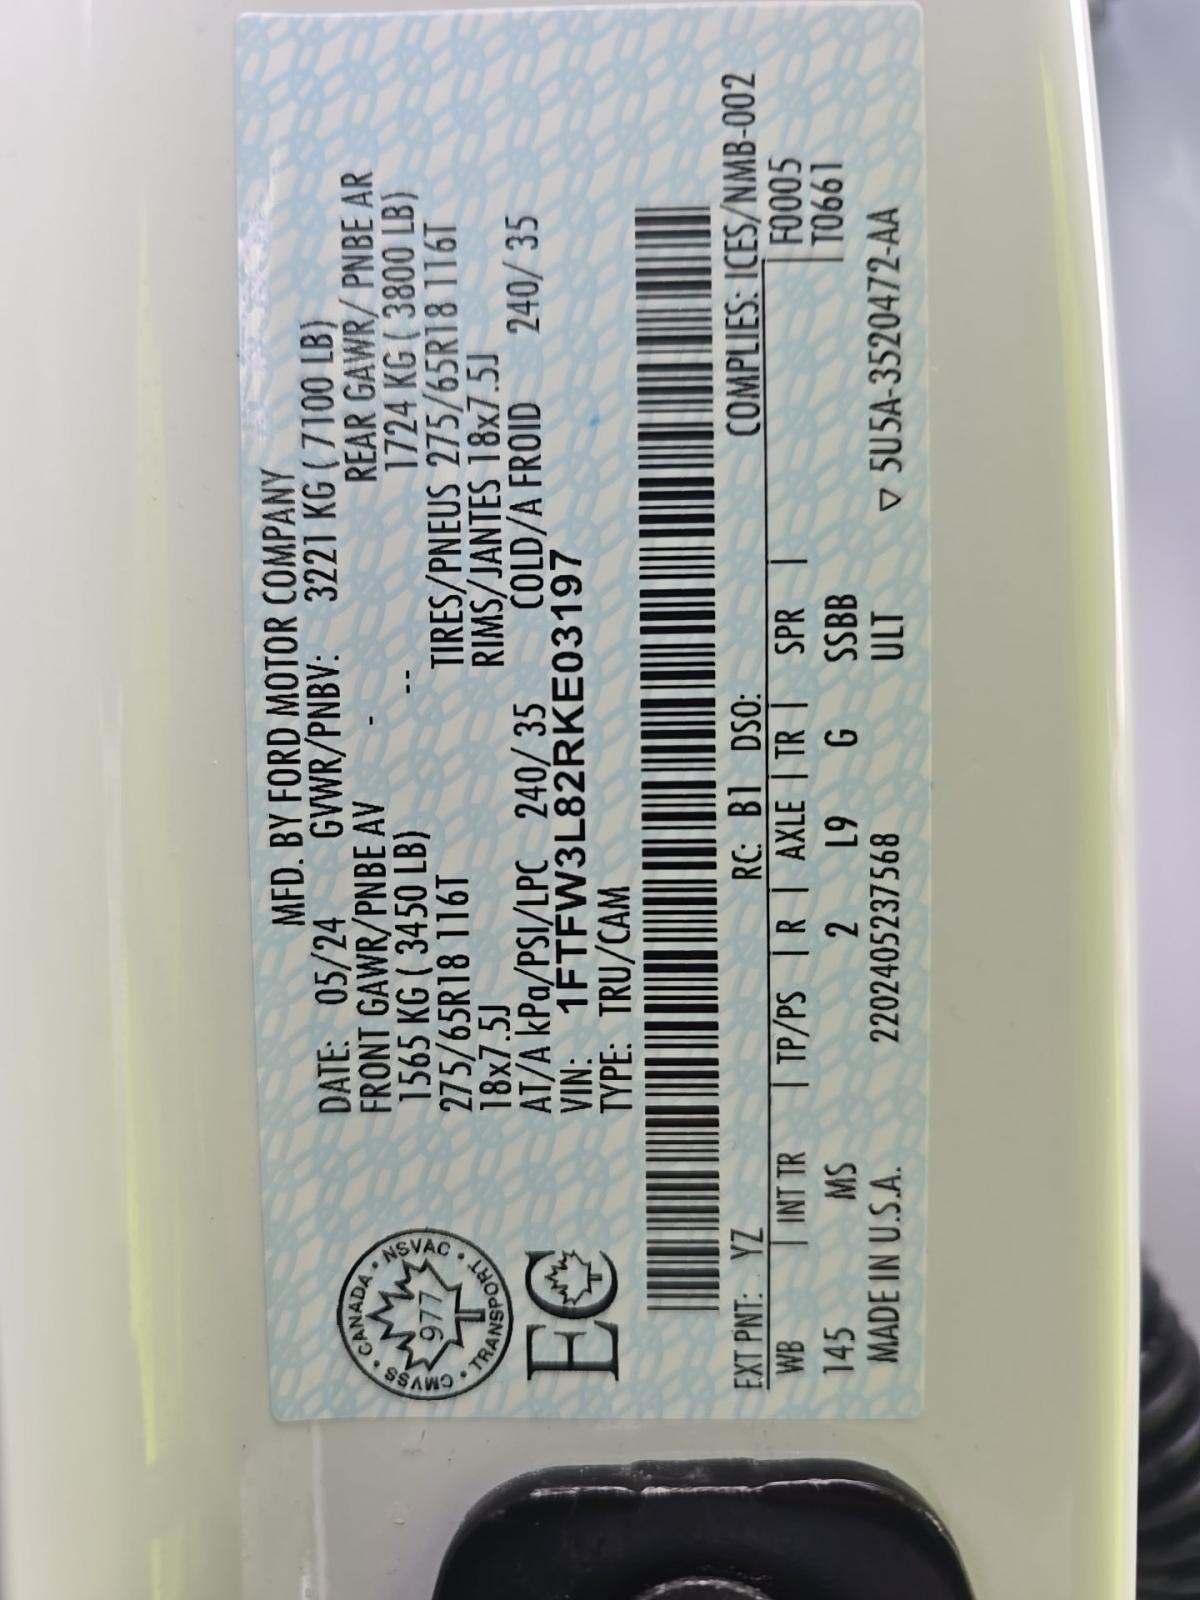 MFD. BY FORD MOTOR COMPANY
DATE: 05/24 GVWR/PNBV: 3221 KG ( 7100 LB)
FRONT GAWR/PNBE AV - REAR GAWR/ PNBE AR
1565 KG ( 3450 LB) -- 1724 KG ( 3800 LB)
275/65R18 116T TIRES/PNEUS 275/65R18 116T
18x7.5J RIMS/JANTES 18x7.5J
AT/A kPa/PSI/LPC 240/ 35 COLD/A FROID 240/ 35
VIN: 1FTFW3L82RKE03197
TYPE: TRU/CAM
CANADA • NSVAC • TRANSPORT • CMVSS •
977
EC
COMPLIES: ICES/NMB-002
EXT PNT: YZ RC: B1 DSO:
WB | INT TR | TP/PS | R | AXLE | TR | SPR | | F0005
T0661
145 MS 2 L9 G SSBB
ULT
MADE IN U.S.A. 2202405237568 ▽ 5U5A-3520472-AA